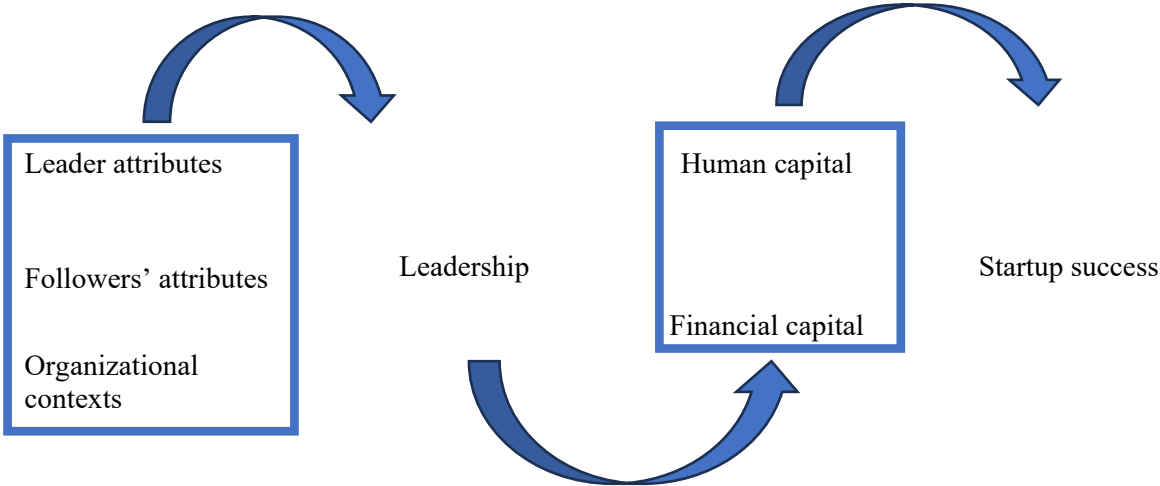 Leader attributes
Followers’ attributes
Organizational
contexts
Leadership
Human capital
Financial capital
Startup success